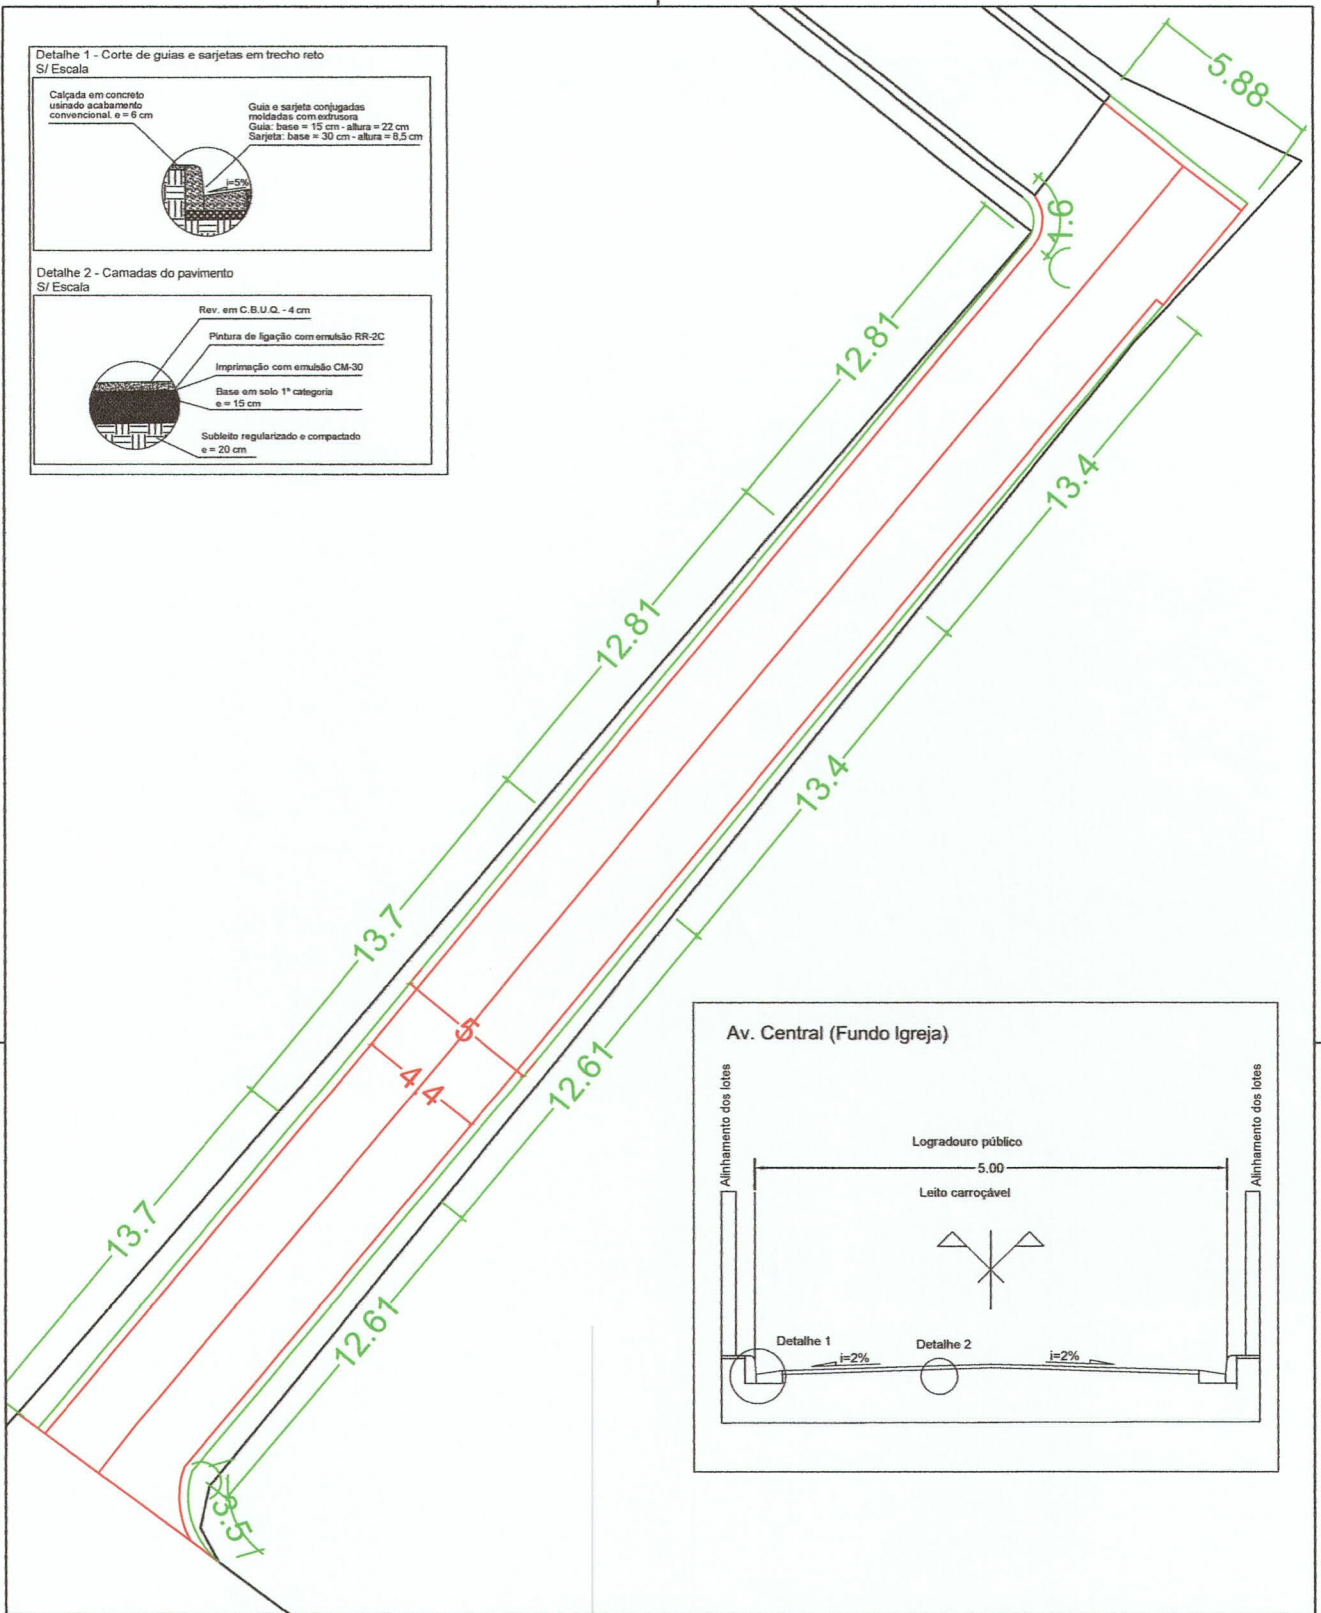 Detalhe 1 - Corte de guias e sarjetas em trecho reto
S/ Escala
Calçada em concreto
usinado acabamento
convencional. e = 6 cm
Guia e sarjeta conjugadas
moldadas com extrusora
Guia: base = 15 cm - altura = 22 cm
Sarjeta: base = 30 cm - altura = 8,5 cm
i=5%
Detalhe 2 - Camadas do pavimento
S/ Escala
Rev. em C.B.U.Q. - 4 cm
Pintura de ligação com emulsão RR-2C
Imprimação com emulsão CM-30
Base em solo 1ª categoria
e = 15 cm
Subleito regularizado e compactado
e = 20 cm
5.88
1.6
12.81
13.4
12.81
13.4
13.7
5
4.4
12.61
13.7
12.61
3.57
Av. Central (Fundo Igreja)
Alinhamento dos lotes
Alinhamento dos lotes
Logradouro público
5.00
Leito carroçável
Detalhe 1
i=2%
Detalhe 2
i=2%